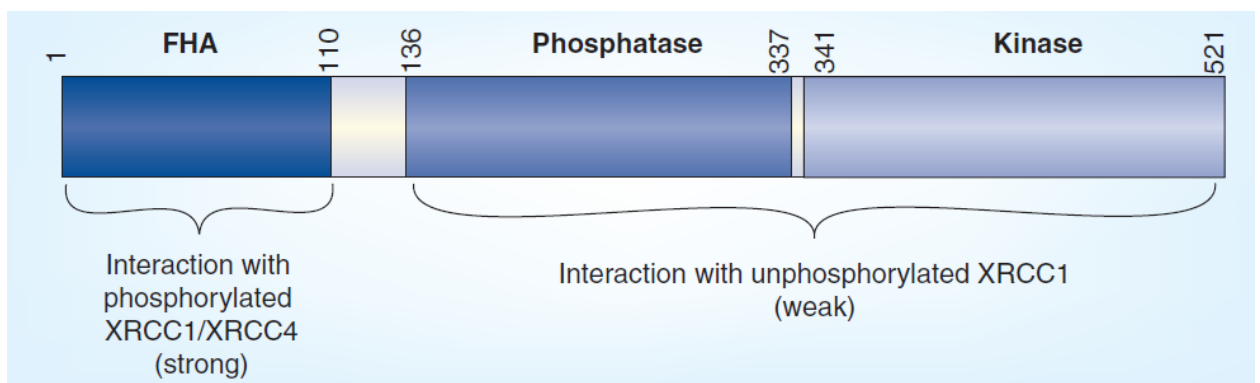 FHA Phosphatase Kinase
1 110 136 337 341 521
Interaction with
phosphorylated
XRCC1/XRCC4
(strong)
Interaction with unphosphorylated XRCC1
(weak)